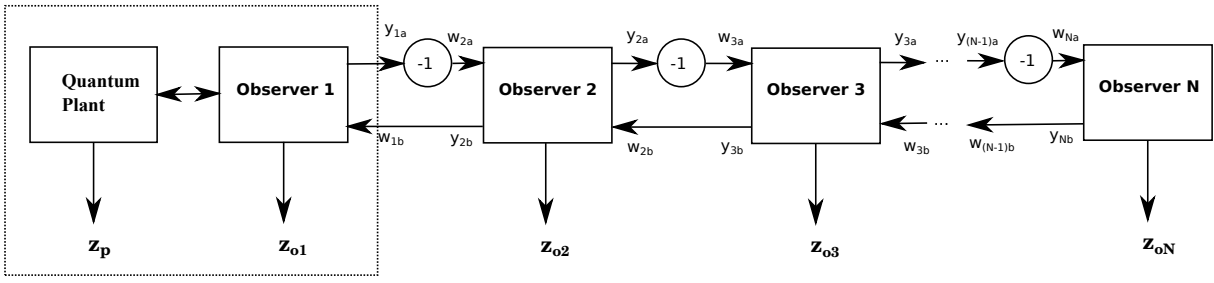 y1a
w2a
y2a
w3a
y3a
...
y(N-1)a
wNa
-1
-1
-1
Quantum
Plant
Observer 1
Observer 2
Observer 3
Observer N
w1b
y2b
w2b
y3b
w3b
...
w(N-1)b
yNb
zp
zo1
zo2
zo3
zoN